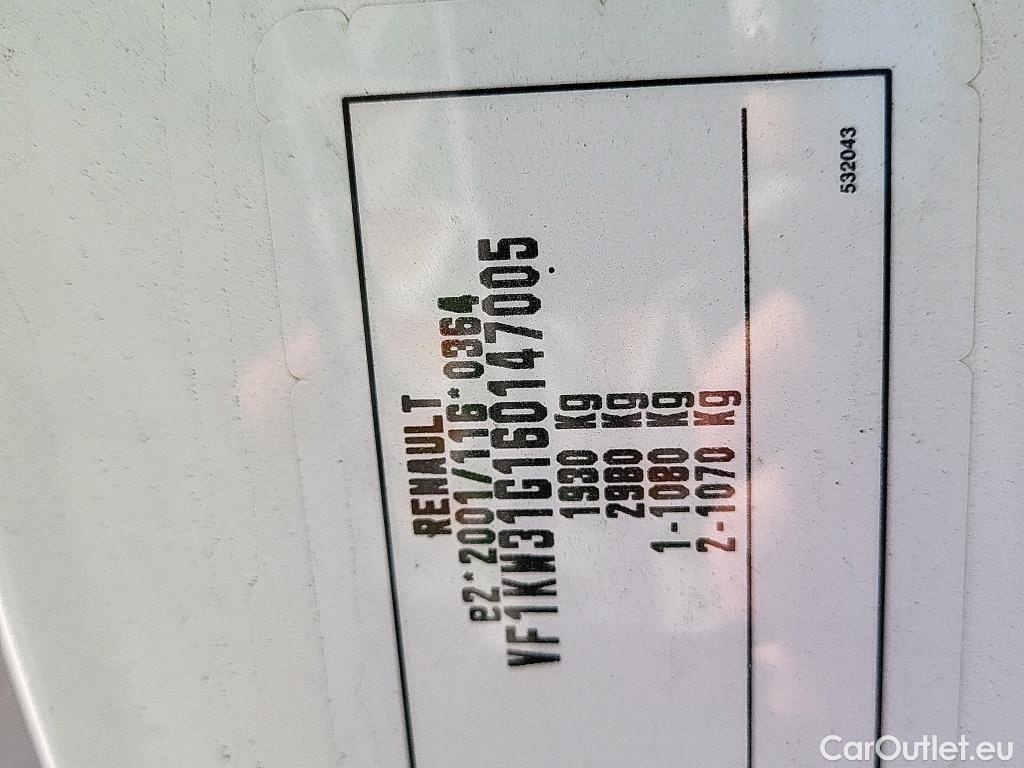 RENAULT
e2*2001/116*0364
VF1KW31G160147005
1930 Kg
2980 Kg
1-1080 Kg
2-1070 Kg
532043
CarOutlet.eu